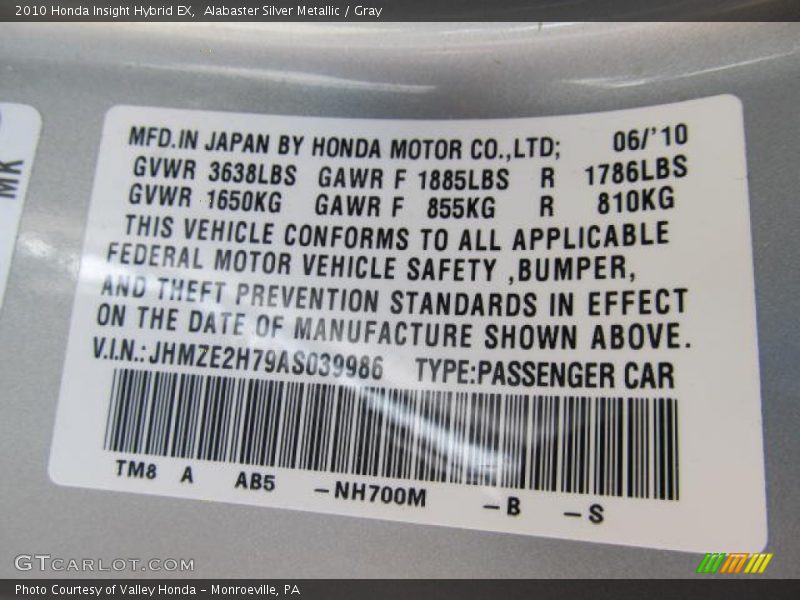 2010 Honda Insight Hybrid EX, Alabaster Silver Metallic / Gray
MK
MFD.IN JAPAN BY HONDA MOTOR CO.,LTD; 06/'10
GVWR 3638LBS GAWR F 1885LBS R 1786LBS
GVWR 1650KG GAWR F 855KG R 810KG
THIS VEHICLE CONFORMS TO ALL APPLICABLE
FEDERAL MOTOR VEHICLE SAFETY ,BUMPER,
AND THEFT PREVENTION STANDARDS IN EFFECT
ON THE DATE OF MANUFACTURE SHOWN ABOVE.
V.I.N.:JHMZE2H79AS039986 TYPE:PASSENGER CAR
TM8 A AB5 -NH700M -B -S
GTCARLOT.COM
Photo Courtesy of Valley Honda - Monroeville, PA